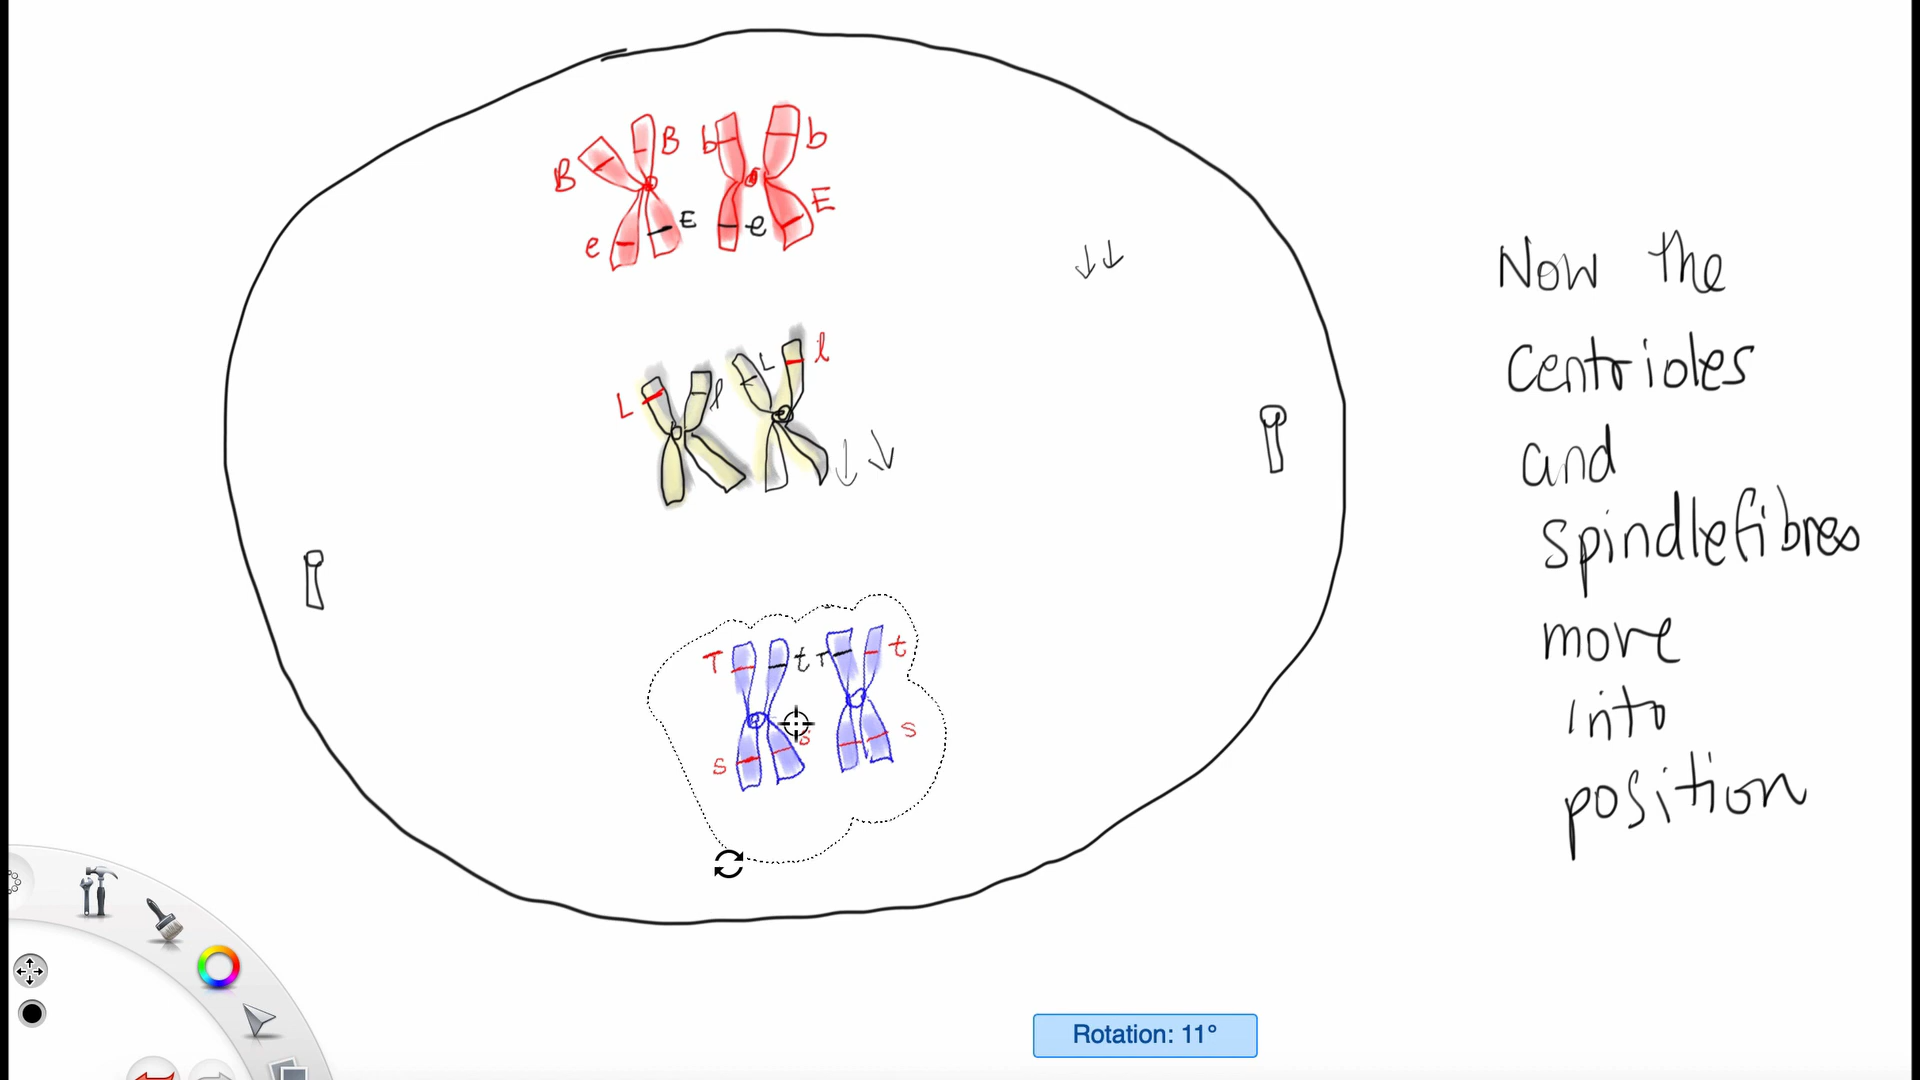 B B b b
e E e E
L l L l
T t T t
s s s
Now the
centrioles
and
spindlefibres
move
into
position
Rotation: 11°